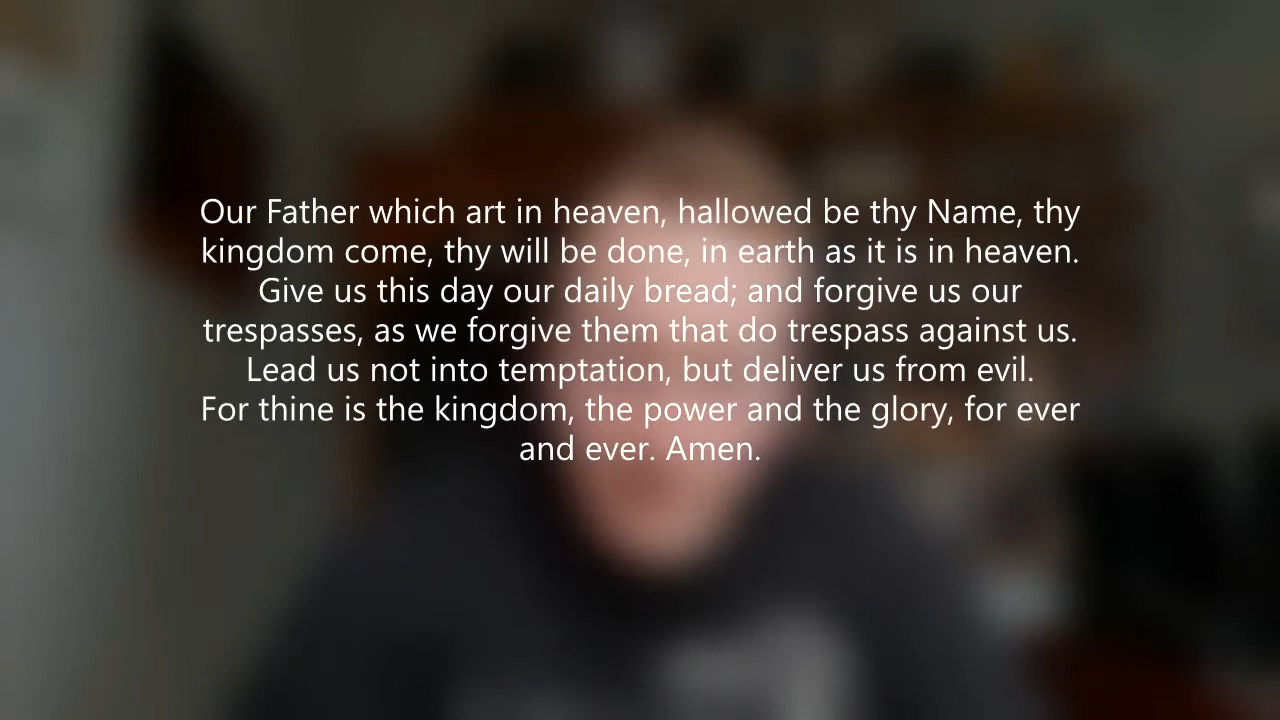 Our Father which art in heaven, hallowed be thy Name, thy
kingdom come, thy will be done, in earth as it is in heaven.
Give us this day our daily bread; and forgive us our
trespasses, as we forgive them that do trespass against us.
Lead us not into temptation, but deliver us from evil.
For thine is the kingdom, the power and the glory, for ever
and ever. Amen.